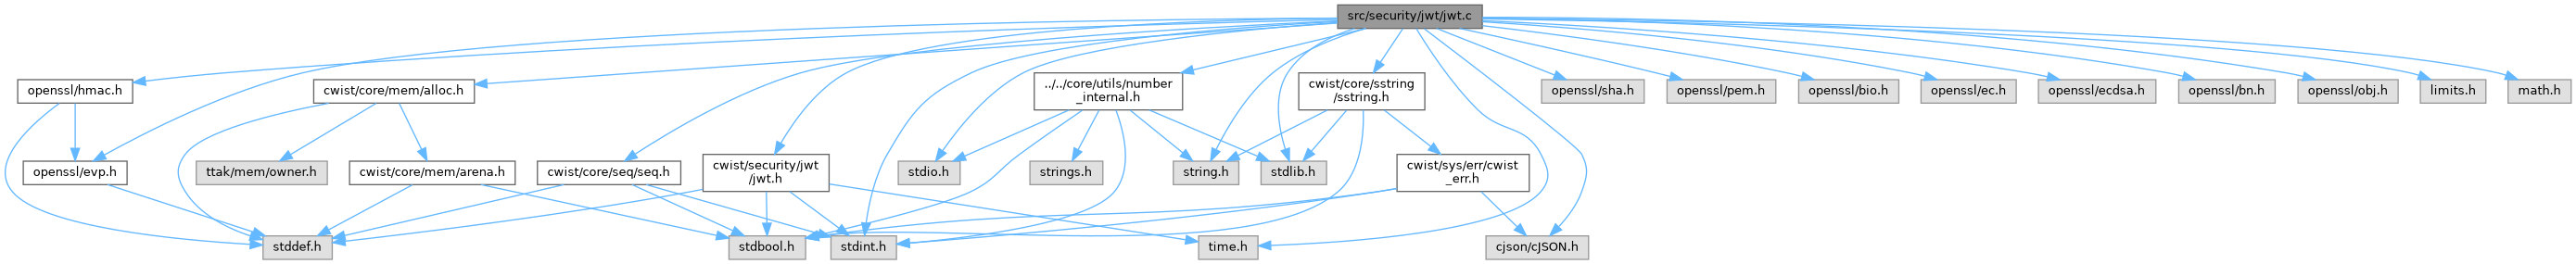 src/security/jwt/jwt.c
openssl/hmac.h
cwist/core/mem/alloc.h
../../core/utils/number
_internal.h
cwist/core/sstring
/sstring.h
openssl/sha.h
openssl/pem.h
openssl/bio.h
openssl/ec.h
openssl/ecdsa.h
openssl/bn.h
openssl/obj.h
limits.h
math.h
openssl/evp.h
ttak/mem/owner.h
cwist/core/mem/arena.h
cwist/core/seq/seq.h
cwist/security/jwt
/jwt.h
stdio.h
strings.h
string.h
stdlib.h
cwist/sys/err/cwist
_err.h
stddef.h
stdbool.h
stdint.h
time.h
cjson/cJSON.h